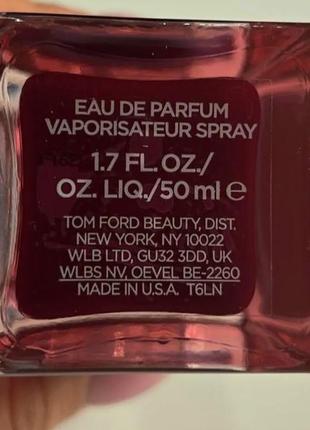 EAU DE PARFUM
VAPORISATEUR SPRAY
1.7 FL. OZ./
OZ. LIQ./50 ml ℮
TOM FORD BEAUTY, DIST.
NEW YORK, NY 10022
WLB LTD, GU32 3DD, UK
WLBS NV, OEVEL BE-2260
MADE IN U.S.A. T6LN